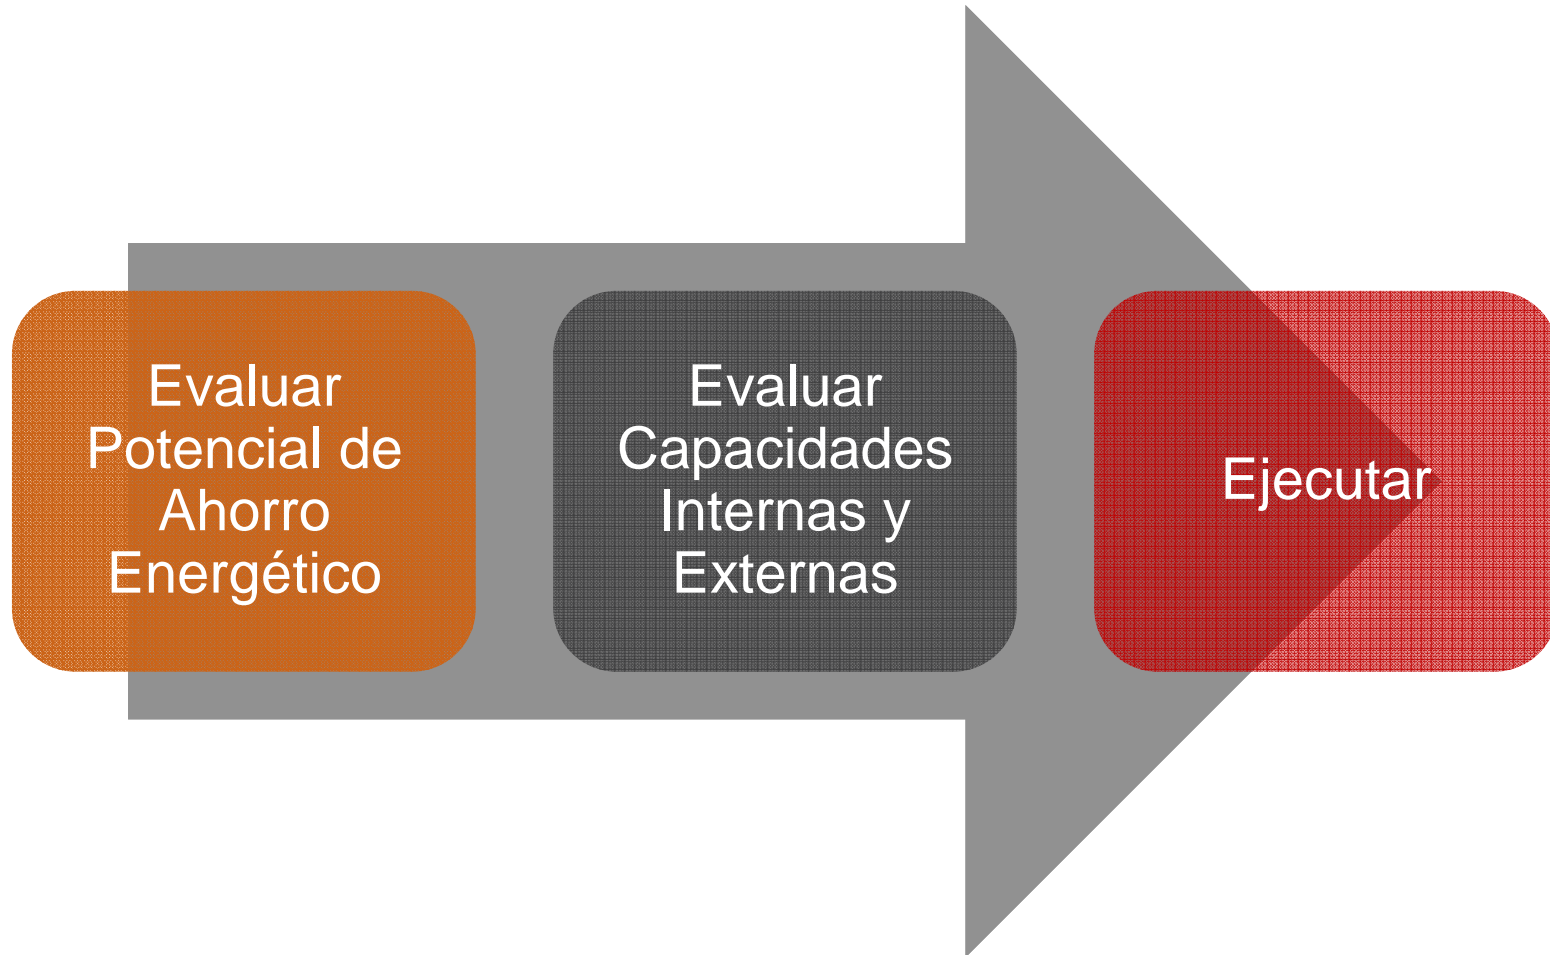 Evaluar
Potencial de
Ahorro
Energético
Evaluar
Capacidades
Internas y
Externas
Ejecutar